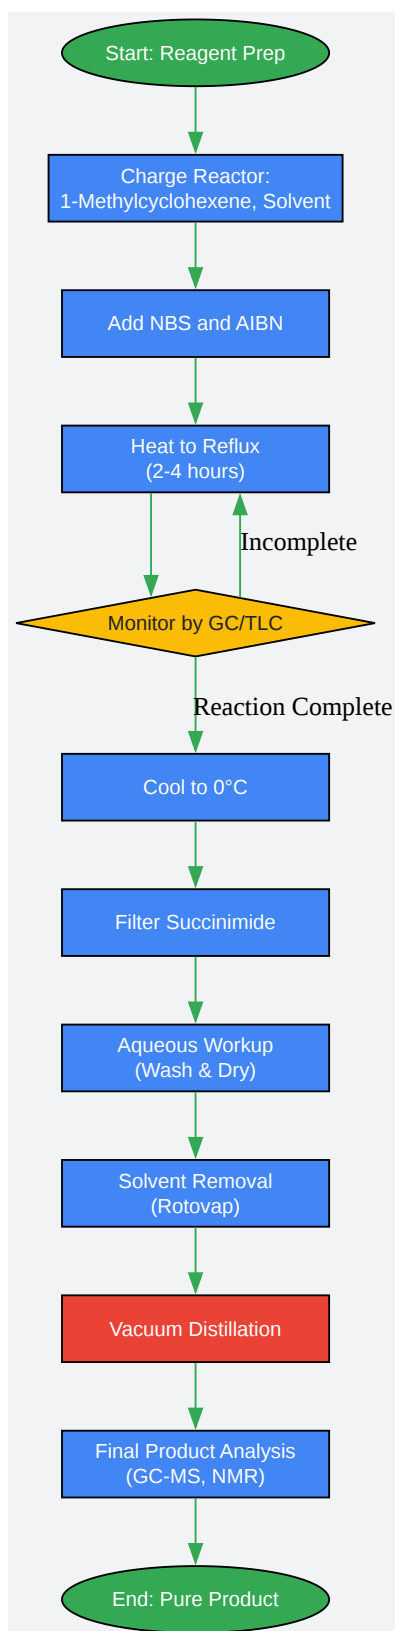 Start: Reagent Prep
Charge Reactor:
1-Methylcyclohexene, Solvent
Add NBS and AIBN
Heat to Reflux
(2-4 hours)
Incomplete
Monitor by GC/TLC
Reaction Complete
Cool to 0°C
Filter Succinimide
Aqueous Workup
(Wash & Dry)
Solvent Removal
(Rotovap)
Vacuum Distillation
Final Product Analysis
(GC-MS, NMR)
End: Pure Product